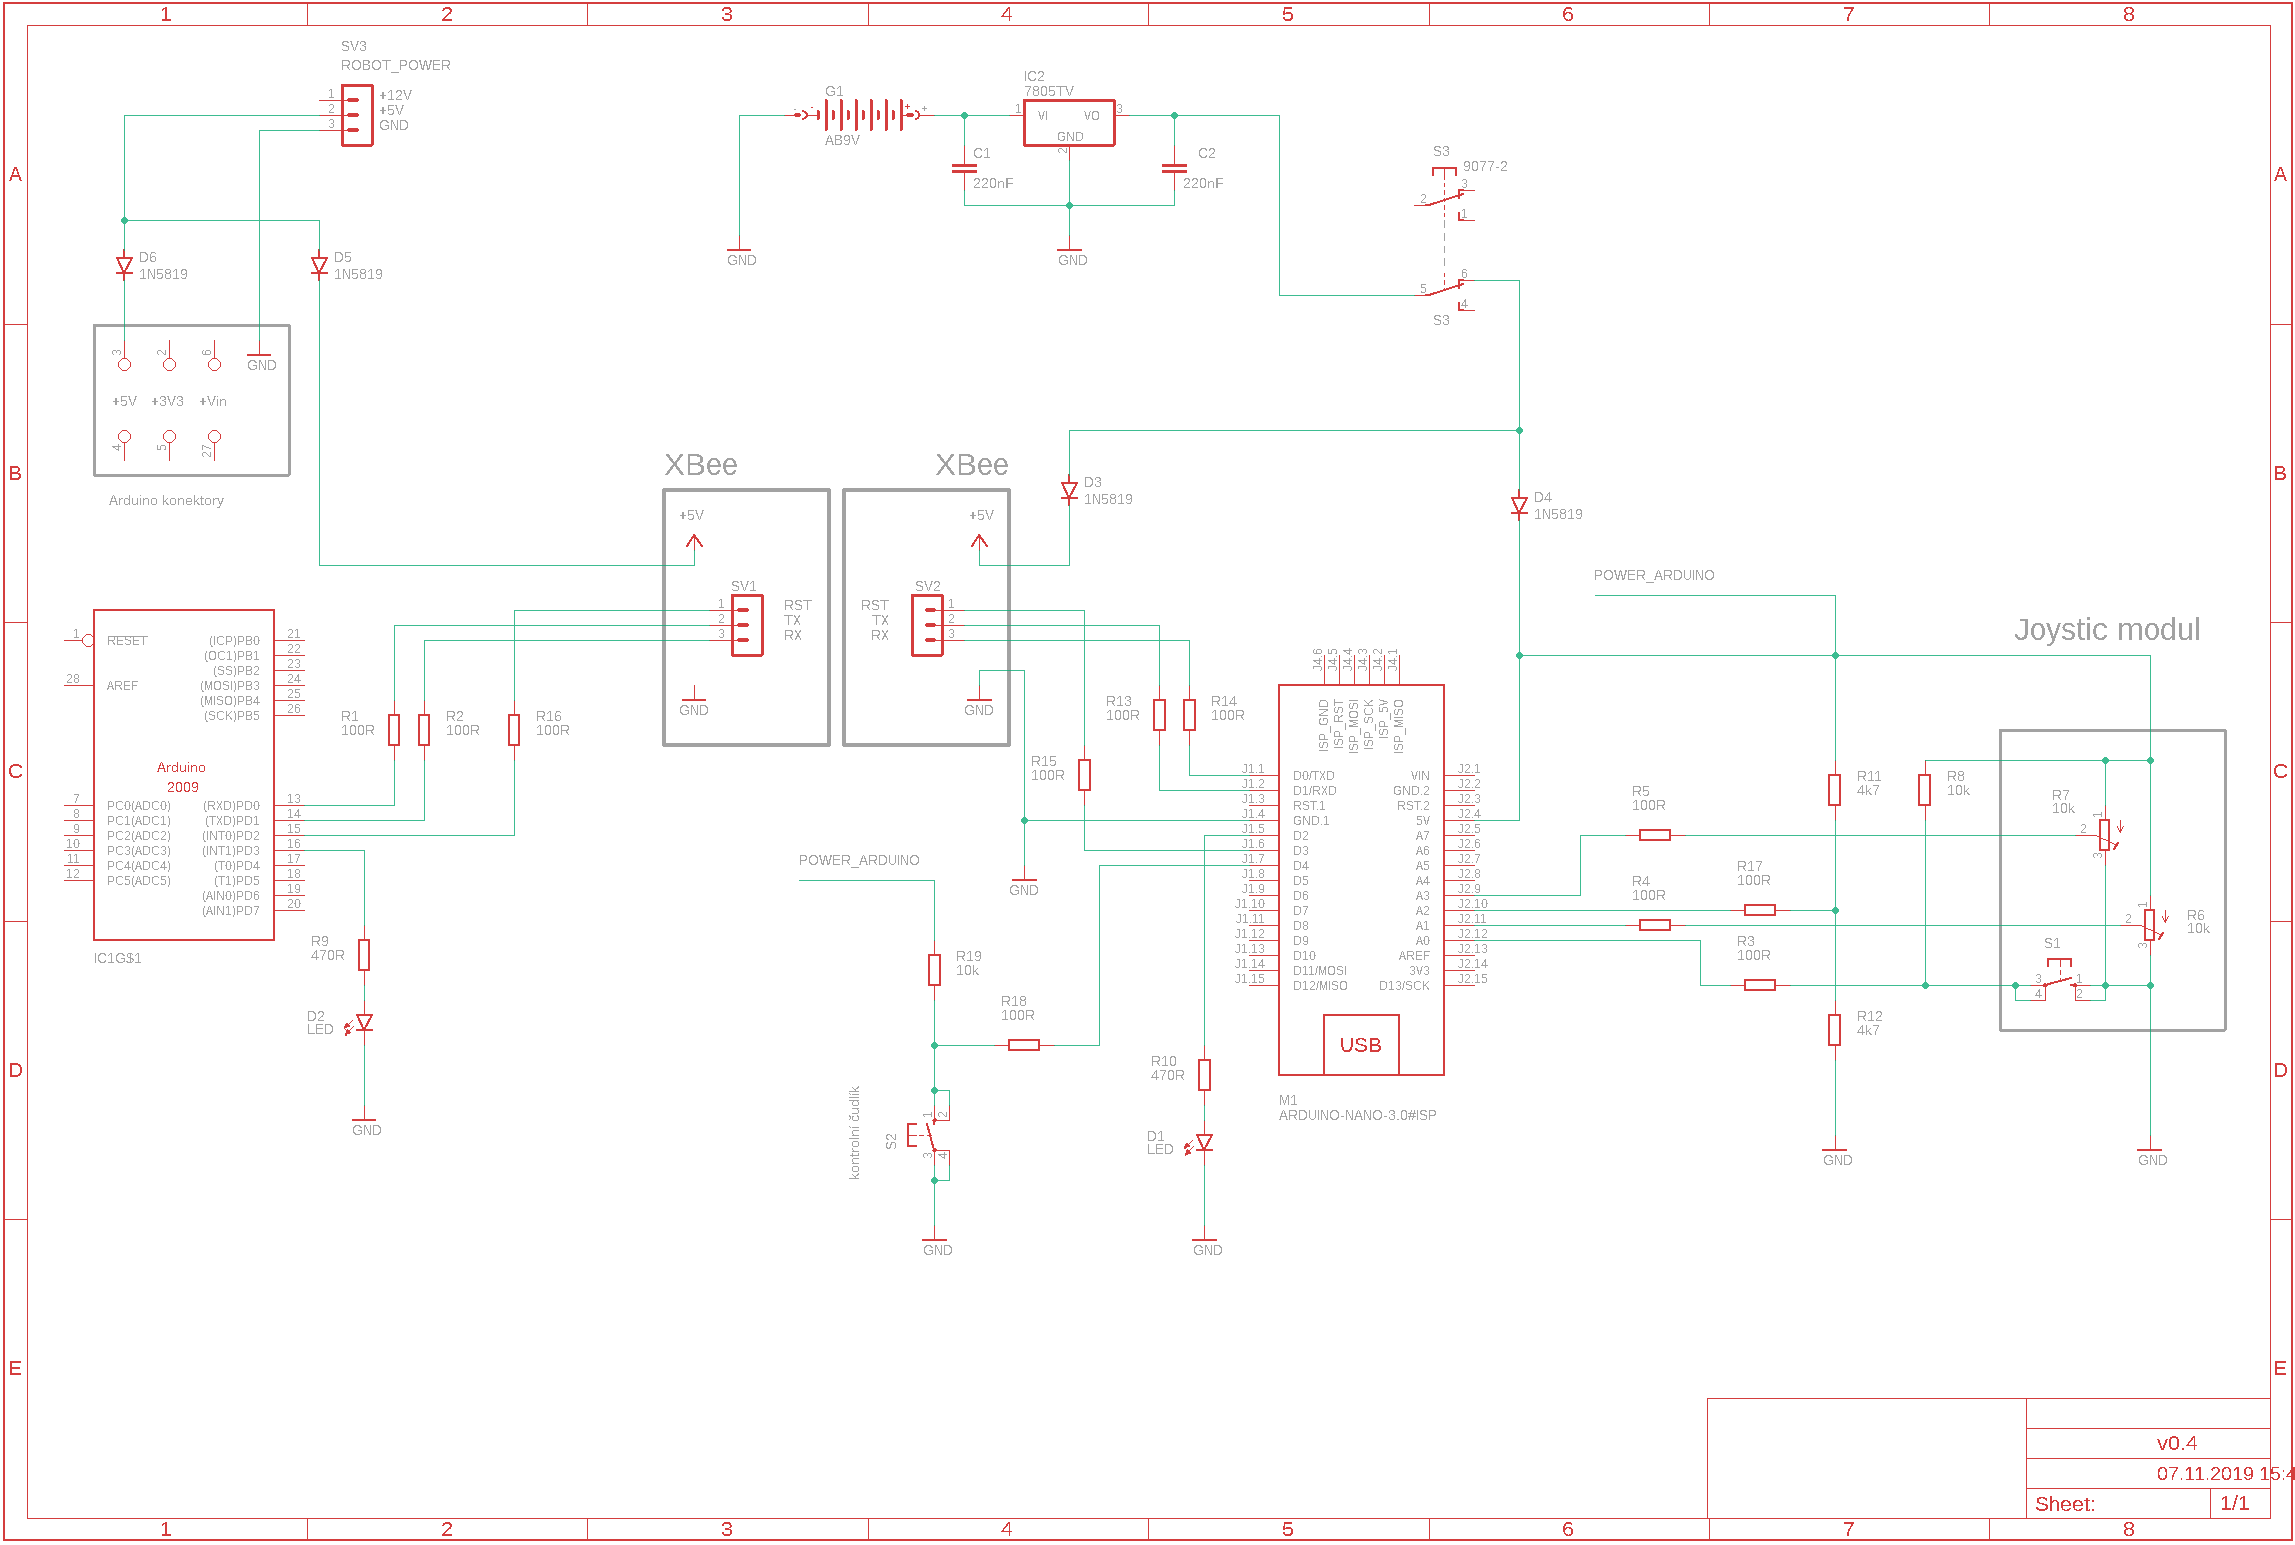 1 2 3 4 5 6 7 8
A
B
C
D
E
A
B
C
D
E
SV3
ROBOT_POWER
1 +12V
2 +5V
3 GND
D6
1N5819
D5
1N5819
3 2 6
GND
+5V +3V3 +Vin
4 5 27
Arduino konektory
G1
- - + +
AB9V
GND
C1
220nF
IC2
7805TV
1 VI VO 3
GND
2
C2
220nF
GND
S3
9077-2
3
2
1
6
5
4
S3
XBee
+5V
SV1
1 RST
2 TX
3 RX
GND
XBee
+5V
SV2
RST 1
TX 2
RX 3
GND
D3
1N5819
D4
1N5819
POWER_ARDUINO
Joystic modul
1 RESET
28 AREF
(ICP)PB0 21
(OC1)PB1 22
(SS)PB2 23
(MOSI)PB3 24
(MISO)PB4 25
(SCK)PB5 26
Arduino
2009
7 PC0(ADC0) (RXD)PD0 13
8 PC1(ADC1) (TXD)PD1 14
9 PC2(ADC2) (INT0)PD2 15
10 PC3(ADC3) (INT1)PD3 16
11 PC4(ADC4) (T0)PD4 17
12 PC5(ADC5) (T1)PD5 18
(AIN0)PD6 19
(AIN1)PD7 20
IC1G$1
R1
100R
R2
100R
R16
100R
R9
470R
D2
LED
GND
R13
100R
R14
100R
R15
100R
GND
POWER_ARDUINO
R19
10k
R18
100R
kontrolní čudlík
S2
1 2
3 4
GND
R10
470R
D1
LED
GND
J4.6 J4.5 J4.4 J4.3 J4.2 J4.1
ISP_GND ISP_RST ISP_MOSI ISP_SCK ISP_5V ISP_MISO
J1.1 D0/TXD VIN J2.1
J1.2 D1/RXD GND.2 J2.2
J1.3 RST.1 RST.2 J2.3
J1.4 GND.1 5V J2.4
J1.5 D2 A7 J2.5
J1.6 D3 A6 J2.6
J1.7 D4 A5 J2.7
J1.8 D5 A4 J2.8
J1.9 D6 A3 J2.9
J1.10 D7 A2 J2.10
J1.11 D8 A1 J2.11
J1.12 D9 A0 J2.12
J1.13 D10 AREF J2.13
J1.14 D11/MOSI 3V3 J2.14
J1.15 D12/MISO D13/SCK J2.15
USB
M1
ARDUINO-NANO-3.0#ISP
R5
100R
R17
100R
R4
100R
R3
100R
R11
4k7
R12
4k7
GND
R8
10k
R7
10k
1
2
3
R6
10k
1
2
3
S1
3 1
4 2
GND
v0.4
07.11.2019 15:4
Sheet: 1/1
1 2 3 4 5 6 7 8